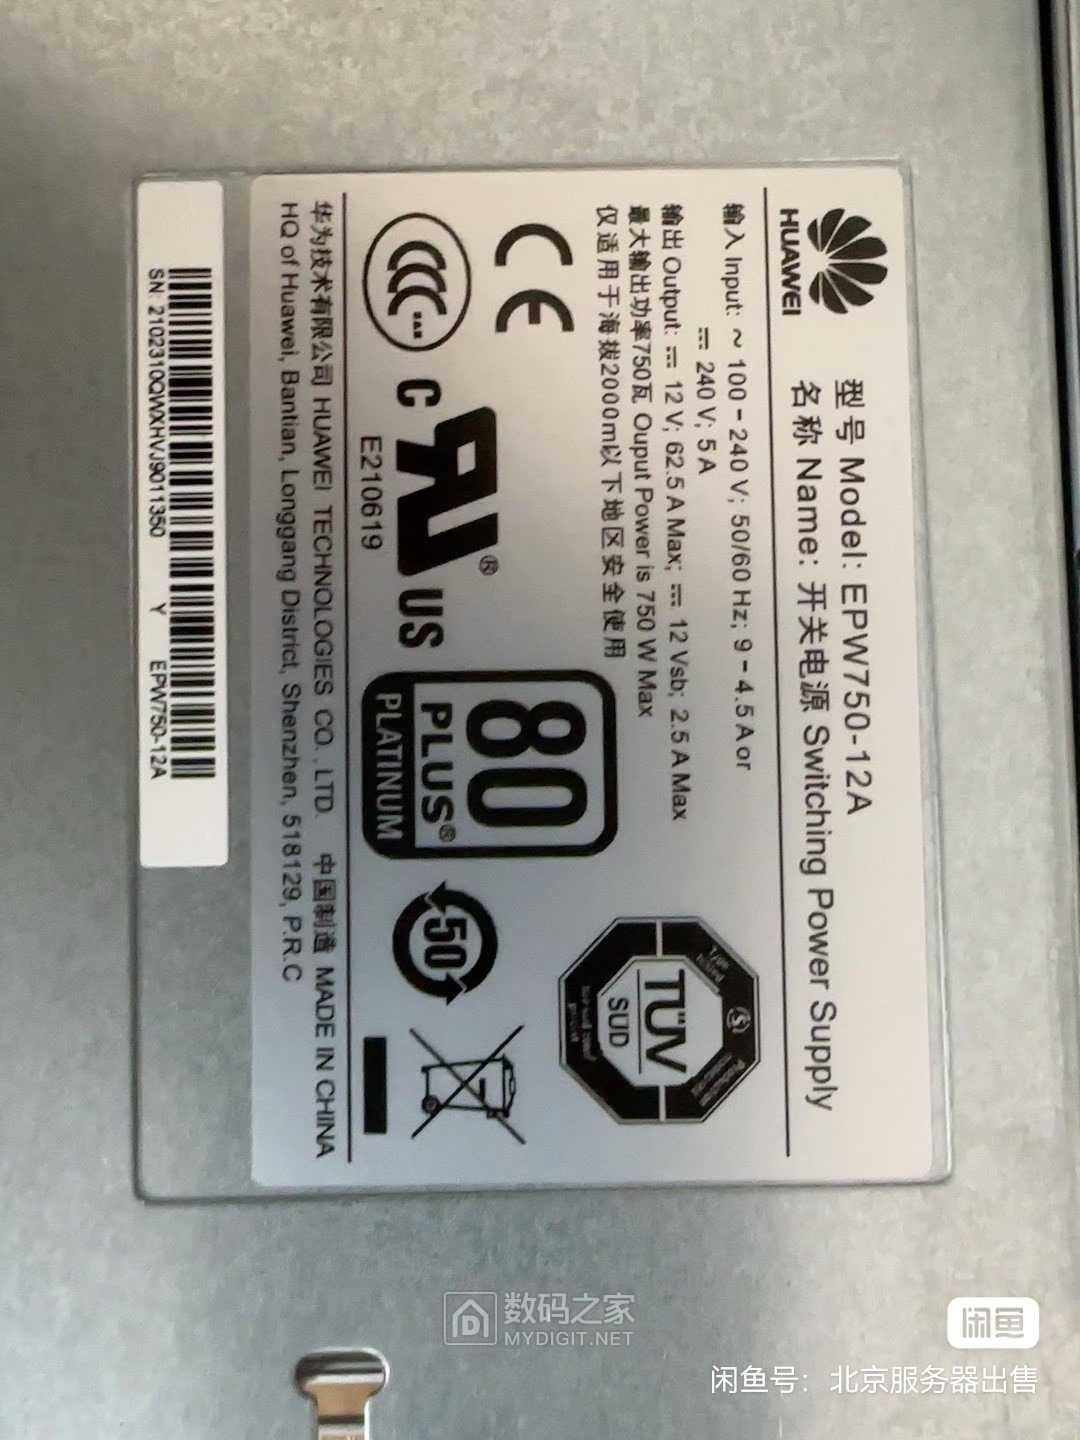 HUAWEI
型号 Model: EPW750-12A
名称 Name: 开关电源 Switching Power Supply
输入 Input: ~ 100-240 V; 50/60 Hz; 9-4.5 A or
⎓ 240 V; 5 A
输出 Output: ⎓ 12 V; 62.5 A Max; ⎓ 12 Vsb; 2.5 A Max
最大输出功率750瓦 Ouput Power is 750 W Max
仅适用于海拔2000m以下地区安全使用
CE
TÜV
SÜD
CCC
S&E
C UR US
®
E210619
80
PLUS®
PLATINUM
50
华为技术有限公司 HUAWEI TECHNOLOGIES CO., LTD. 中国制造 MADE IN CHINA
HQ of Huawei, Bantian, Longgang District, Shenzhen, 518129, P.R.C
SN: 2102310QWXHVJ9011350 Y EPW750-12A
数码之家
MYDIGIT.NET
闲鱼
闲鱼号：北京服务器出售